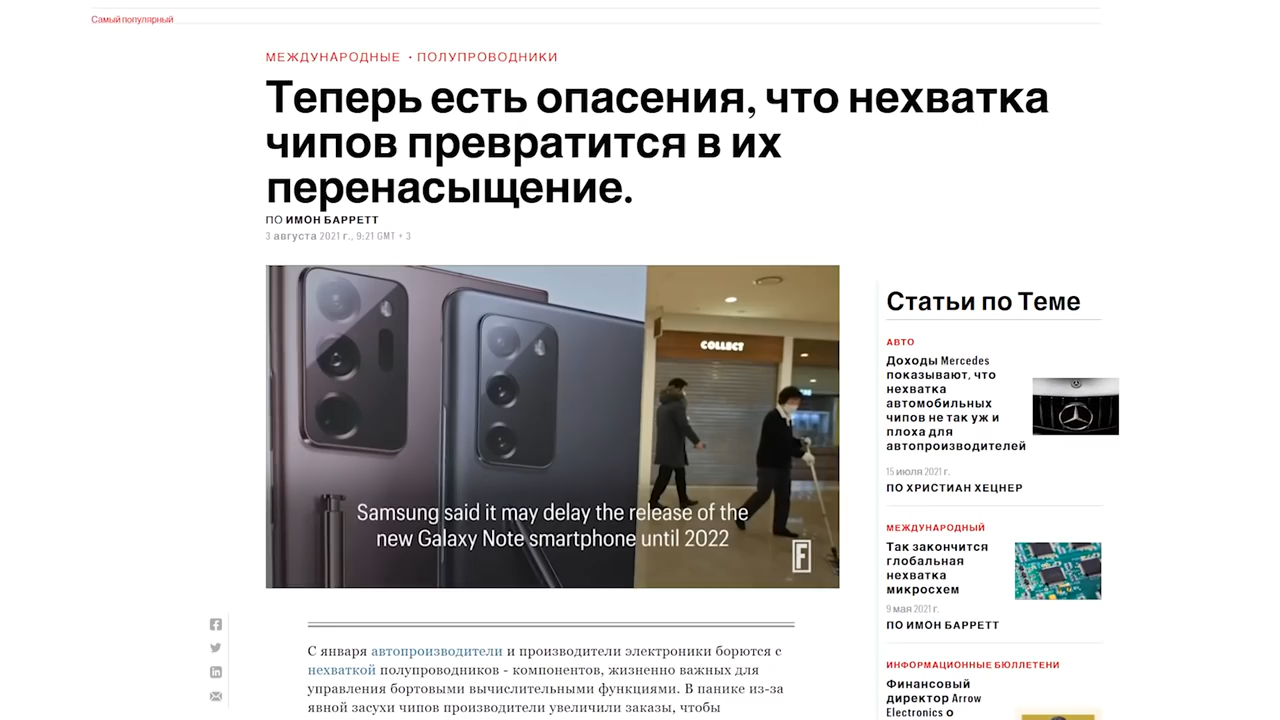 Самый популярный
МЕЖДУНАРОДНЫЕ · ПОЛУПРОВОДНИКИ
Теперь есть опасения, что нехватка
чипов превратится в их
перенасыщение.
ПО ИМОН БАРРЕТТ
3 августа 2021 г., 9:21 GMT + 3
COLLECT
Samsung said it may delay the release of the
new Galaxy Note smartphone until 2022
F
С января автопроизводители и производители электроники борются с
нехваткой полупроводников - компонентов, жизненно важных для
управления бортовыми вычислительными функциями. В панике из-за
явной засухи чипов производители увеличили заказы, чтобы
Статьи по Теме
АВТО
Доходы Mercedes
показывают, что
нехватка
автомобильных
чипов не так уж и
плоха для
автопроизводителей
15 июля 2021 г.
ПО ХРИСТИАН ХЕЦНЕР
МЕЖДУНАРОДНЫЙ
Так закончится
глобальная
нехватка
микросхем
9 мая 2021 г.
ПО ИМОН БАРРЕТТ
ИНФОРМАЦИОННЫЕ БЮЛЛЕТЕНИ
Финансовый
директор Arrow
Electronics о